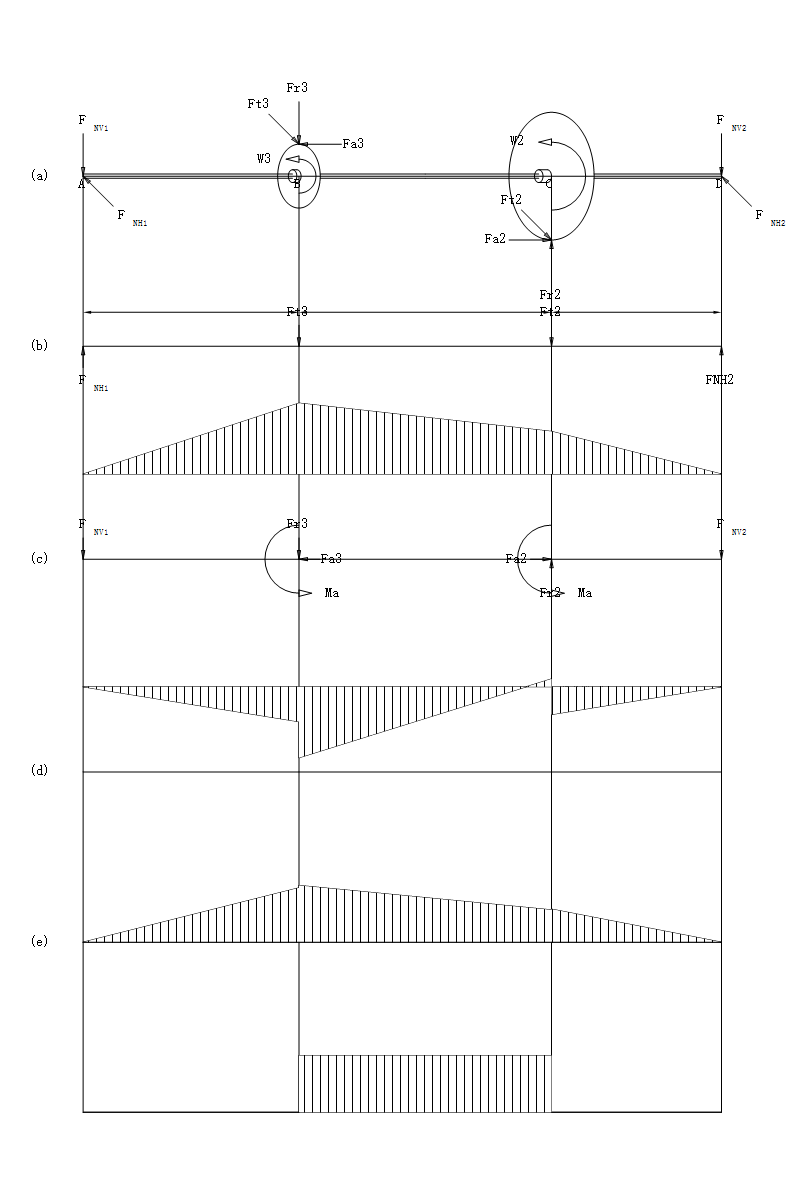 Fr3
Ft3
F NV1
F NV2
Fa3
W2
W3
(a)
A
B
C
D
Ft2
F NH1
F NH2
Fa2
Fr2
Ft3
Ft2
(b)
F NH1
FNH2
F NV1
Fr3
F NV2
(c)
Fa3
Fa2
Ma
Fr2
Ma
(d)
(e)